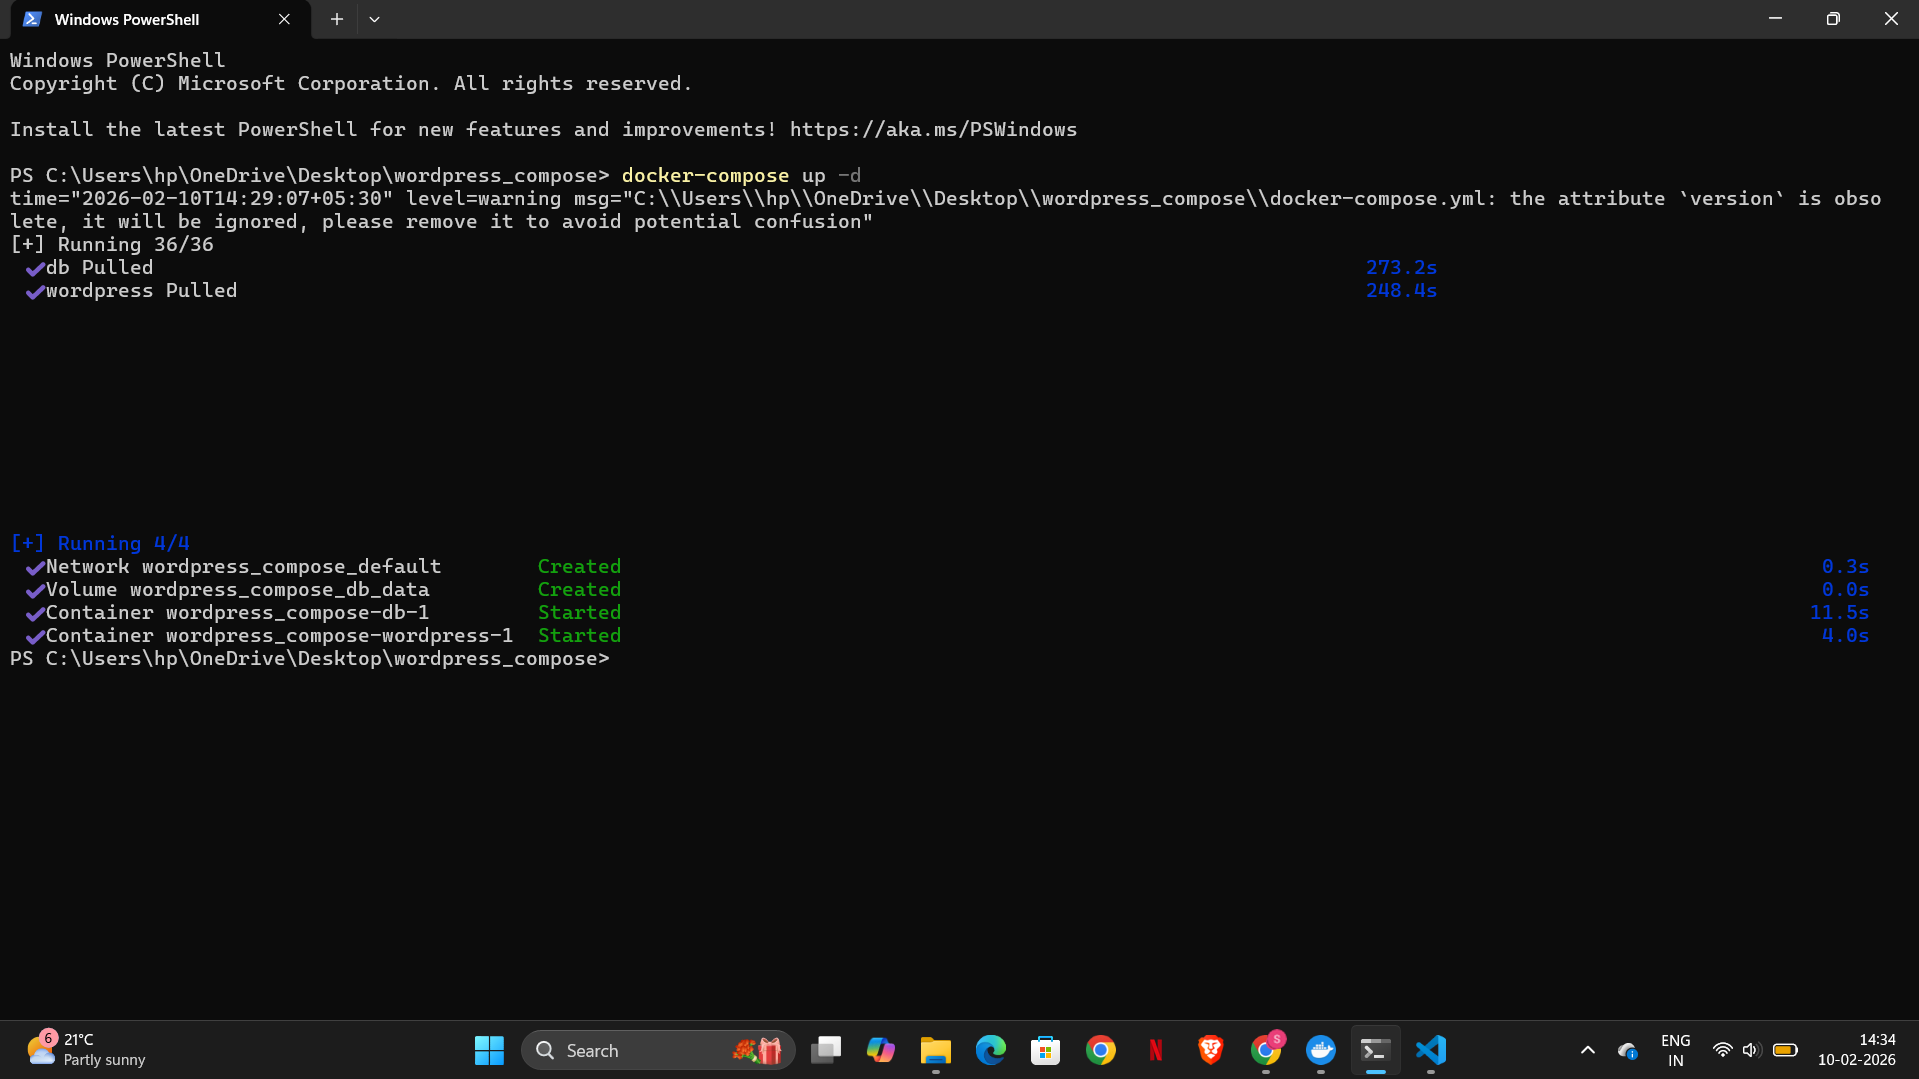 Windows PowerShell
Windows PowerShell
Copyright (C) Microsoft Corporation. All rights reserved.
Install the latest PowerShell for new features and improvements! https://aka.ms/PSWindows
PS C:\Users\hp\OneDrive\Desktop\wordpress_compose> docker-compose up -d
time="2026-02-10T14:29:07+05:30" level=warning msg="C:\\Users\\hp\\OneDrive\\Desktop\\wordpress_compose\\docker-compose.yml: the attribute `version` is obso
lete, it will be ignored, please remove it to avoid potential confusion"
[+] Running 36/36
✔db Pulled 273.2s
✔wordpress Pulled 248.4s
[+] Running 4/4
✔Network wordpress_compose_default Created 0.3s
✔Volume wordpress_compose_db_data Created 0.0s
✔Container wordpress_compose-db-1 Started 11.5s
✔Container wordpress_compose-wordpress-1 Started 4.0s
PS C:\Users\hp\OneDrive\Desktop\wordpress_compose>
6 21°C
Partly sunny
Search
N
S
ENG
IN
14:34
10-02-2026